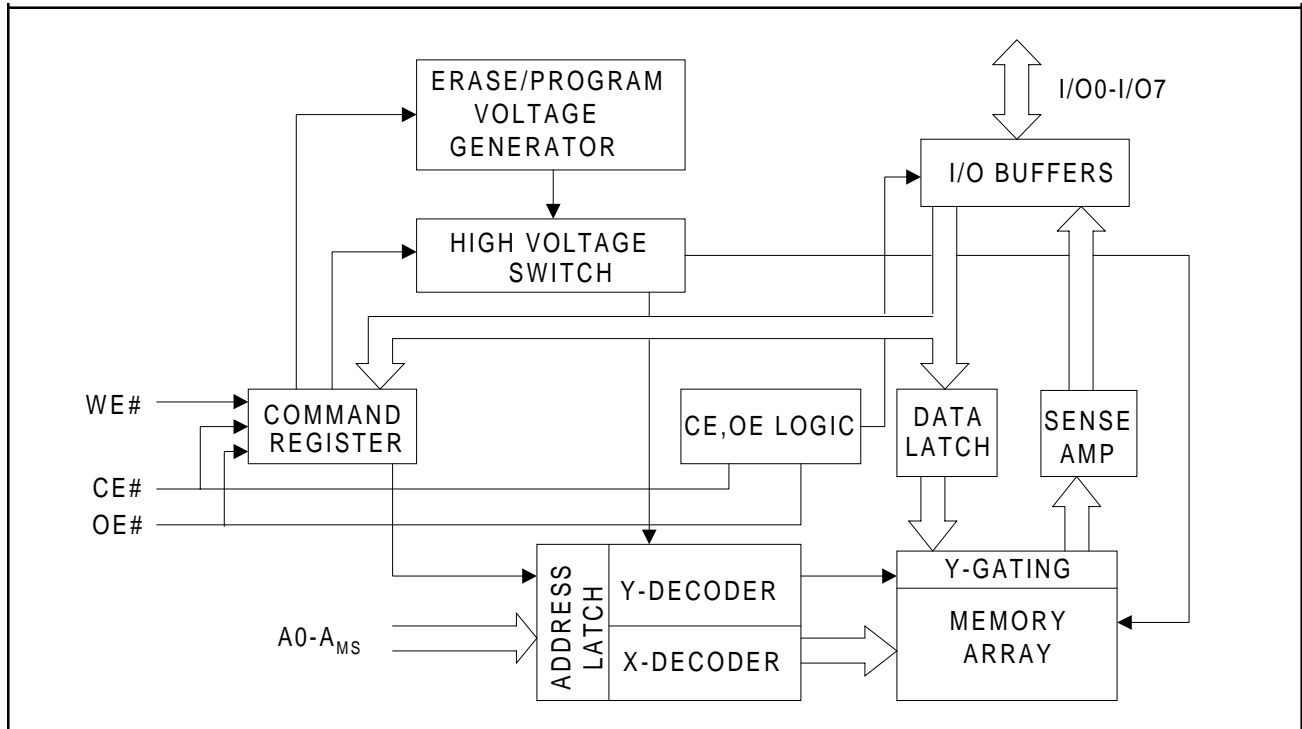 ERASE/PROGRAM
VOLTAGE
GENERATOR
I/O0-I/O7
I/O BUFFERS
HIGH VOLTAGE
SWITCH
WE#
COMMAND
REGISTER
CE,OE LOGIC
DATA
LATCH
SENSE
AMP
CE#
OE#
ADDRESS
LATCH
Y-DECODER
X-DECODER
Y-GATING
MEMORY
ARRAY
A0-AMS